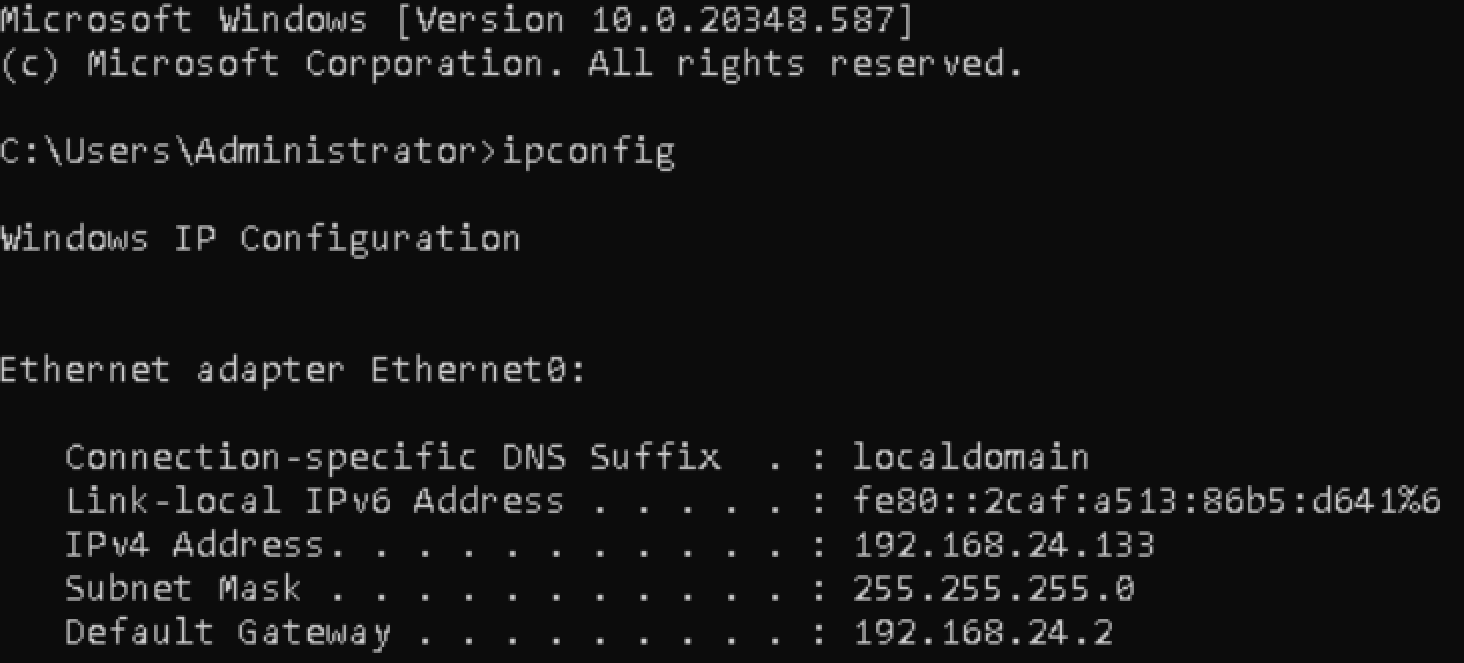 Microsoft Windows [Version 10.0.20348.587]
(c) Microsoft Corporation. All rights reserved.
C:\Users\Administrator>ipconfig
Windows IP Configuration
Ethernet adapter Ethernet0:
Connection-specific DNS Suffix  . : localdomain
Link-local IPv6 Address . . . . . : fe80::2caf:a513:86b5:d641%6
IPv4 Address. . . . . . . . . . . : 192.168.24.133
Subnet Mask . . . . . . . . . . . : 255.255.255.0
Default Gateway . . . . . . . . . : 192.168.24.2